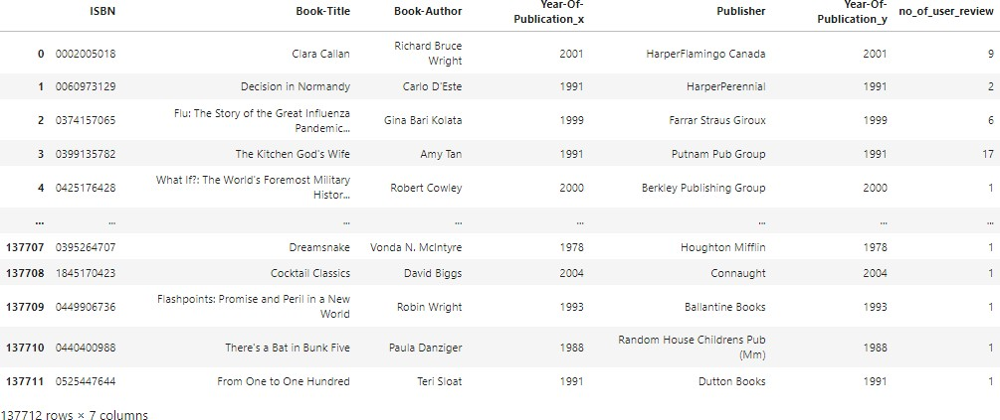 ISBN Book-Title Book-Author Year-Of-Publication_x Publisher Year-Of-Publication_y no_of_user_review
0 0002005018 Clara Callan Richard Bruce Wright 2001 HarperFlamingo Canada 2001 9
1 0060973129 Decision in Normandy Carlo D'Este 1991 HarperPerennial 1991 2
2 0374157065 Flu: The Story of the Great Influenza Pandemic... Gina Bari Kolata 1999 Farrar Straus Giroux 1999 6
3 0399135782 The Kitchen God's Wife Amy Tan 1991 Putnam Pub Group 1991 17
4 0425176428 What If?: The World's Foremost Military Histor... Robert Cowley 2000 Berkley Publishing Group 2000 1
... ... ... ... ... ... ... ...
137707 0395264707 Dreamsnake Vonda N. McIntyre 1978 Houghton Mifflin 1978 1
137708 1845170423 Cocktail Classics David Biggs 2004 Connaught 2004 1
137709 0449906736 Flashpoints: Promise and Peril in a New World Robin Wright 1993 Ballantine Books 1993 1
137710 0440400988 There's a Bat in Bunk Five Paula Danziger 1988 Random House Childrens Pub (Mm) 1988 1
137711 0525447644 From One to One Hundred Teri Sloat 1991 Dutton Books 1991 1
137712 rows × 7 columns